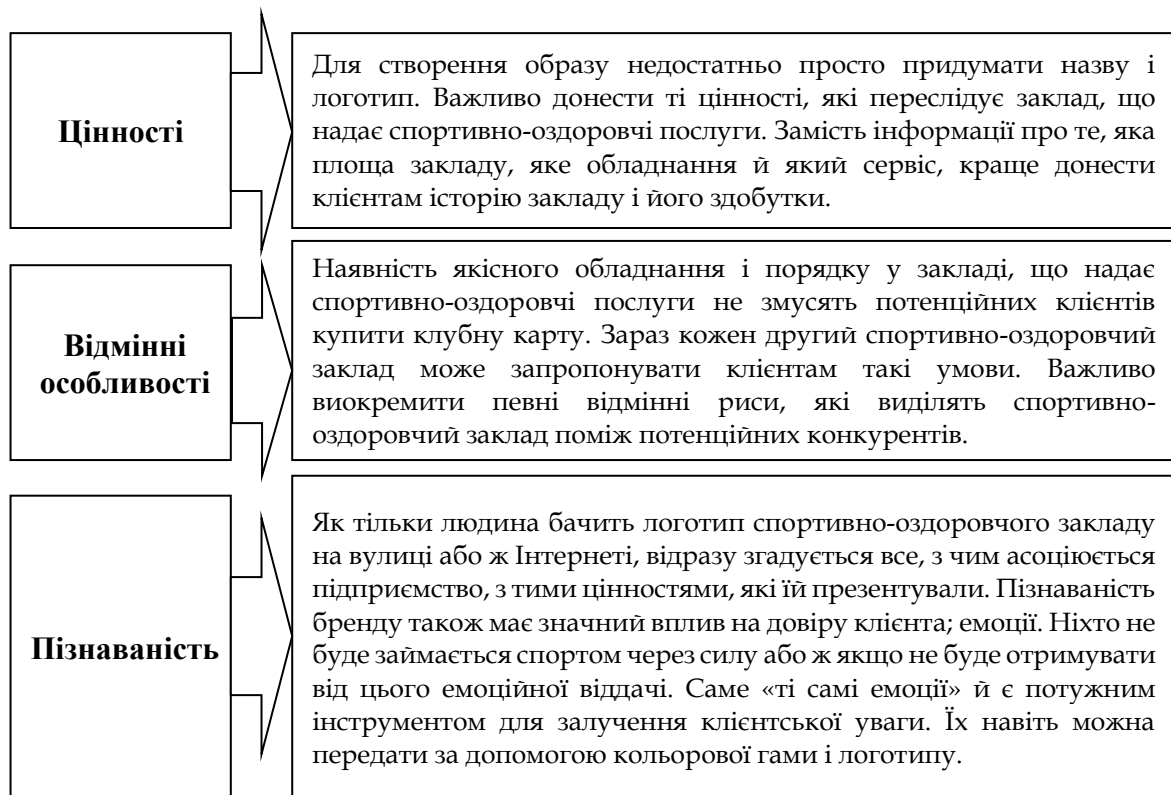 Цінності
Для створення образу недостатньо просто придумати назву і
логотип. Важливо донести ті цінності, які переслідує заклад, що
надає спортивно-оздоровчі послуги. Замість інформації про те, яка
площа закладу, яке обладнання й який сервіс, краще донести
клієнтам історію закладу і його здобутки.
Відмінні
особливості
Наявність якісного обладнання і порядку у закладі, що надає
спортивно-оздоровчі послуги не змусять потенційних клієнтів
купити клубну карту. Зараз кожен другий спортивно-оздоровчий
заклад може запропонувати клієнтам такі умови. Важливо
виокремити певні відмінні риси, які виділять спортивно-
оздоровчий заклад поміж потенційних конкурентів.
Пізнаваність
Як тільки людина бачить логотип спортивно-оздоровчого закладу
на вулиці або ж Інтернеті, відразу згадується все, з чим асоціюється
підприємство, з тими цінностями, які їй презентували. Пізнаваність
бренду також має значний вплив на довіру клієнта; емоції. Ніхто не
буде займається спортом через силу або ж якщо не буде отримувати
від цього емоційної віддачі. Саме «ті самі емоції» й є потужним
інструментом для залучення клієнтської уваги. Їх навіть можна
передати за допомогою кольорової гами і логотипу.